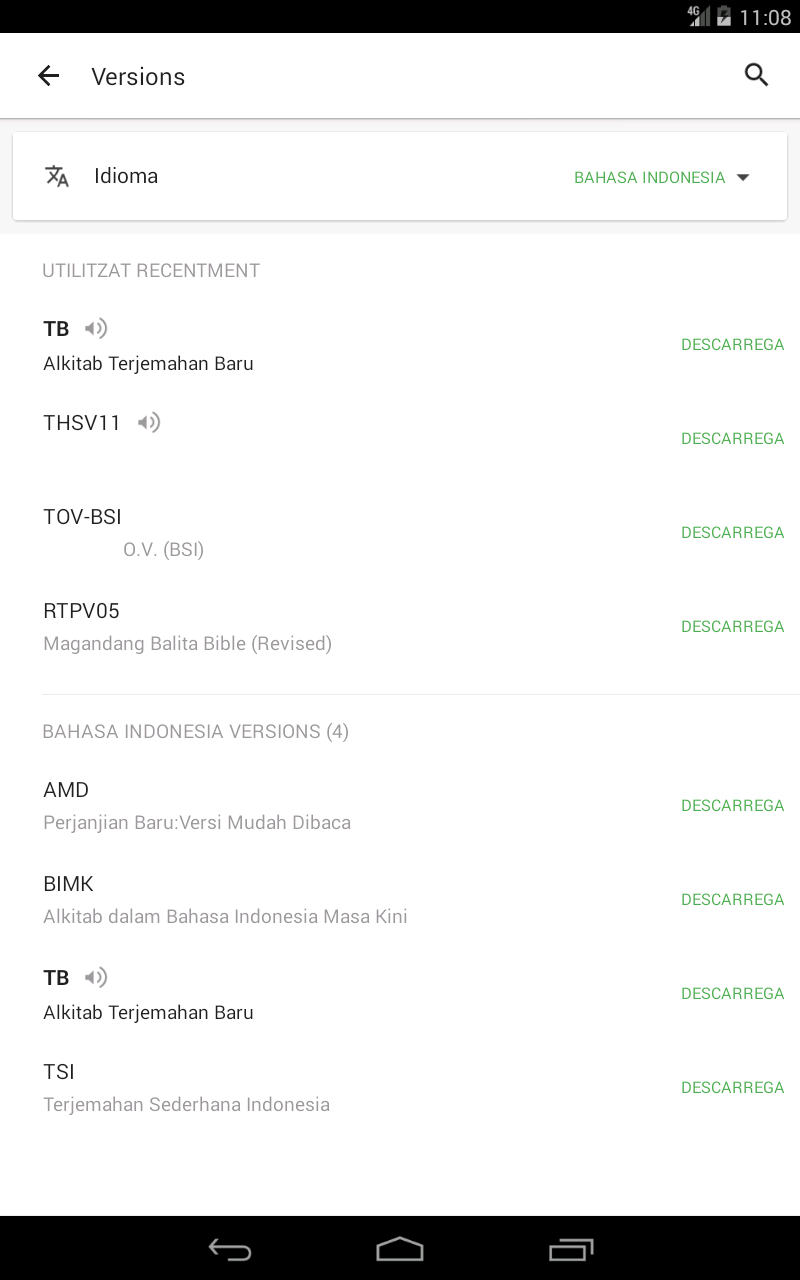 4G 11:08
Versions
Idioma BAHASA INDONESIA
UTILITZAT RECENTMENT
TB
Alkitab Terjemahan Baru
DESCARREGA
THSV11
DESCARREGA
TOV-BSI
O.V. (BSI)
DESCARREGA
RTPV05
Magandang Balita Bible (Revised)
DESCARREGA
BAHASA INDONESIA VERSIONS (4)
AMD
Perjanjian Baru:Versi Mudah Dibaca
DESCARREGA
BIMK
Alkitab dalam Bahasa Indonesia Masa Kini
DESCARREGA
TB
Alkitab Terjemahan Baru
DESCARREGA
TSI
Terjemahan Sederhana Indonesia
DESCARREGA